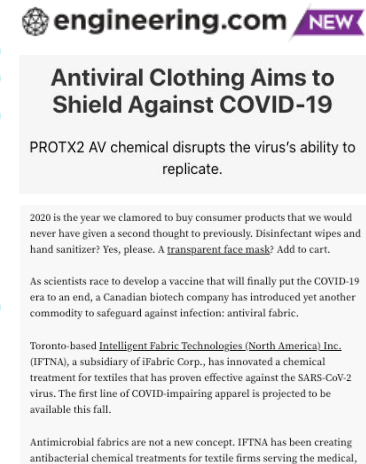 engineering.com NEW
Antiviral Clothing Aims to
Shield Against COVID-19
PROTX2 AV chemical disrupts the virus's ability to
replicate.
2020 is the year we clamored to buy consumer products that we would
never have given a second thought to previously. Disinfectant wipes and
hand sanitizer? Yes, please. A transparent face mask? Add to cart.
As scientists race to develop a vaccine that will finally put the COVID-19
era to an end, a Canadian biotech company has introduced yet another
commodity to safeguard against infection: antiviral fabric.
Toronto-based Intelligent Fabric Technologies (North America) Inc.
(IFTNA), a subsidiary of iFabric Corp., has innovated a chemical
treatment for textiles that has proven effective against the SARS-CoV-2
virus. The first line of COVID-impairing apparel is projected to be
available this fall.
Antimicrobial fabrics are not a new concept. IFTNA has been creating
antibacterial chemical treatments for textile firms serving the medical,